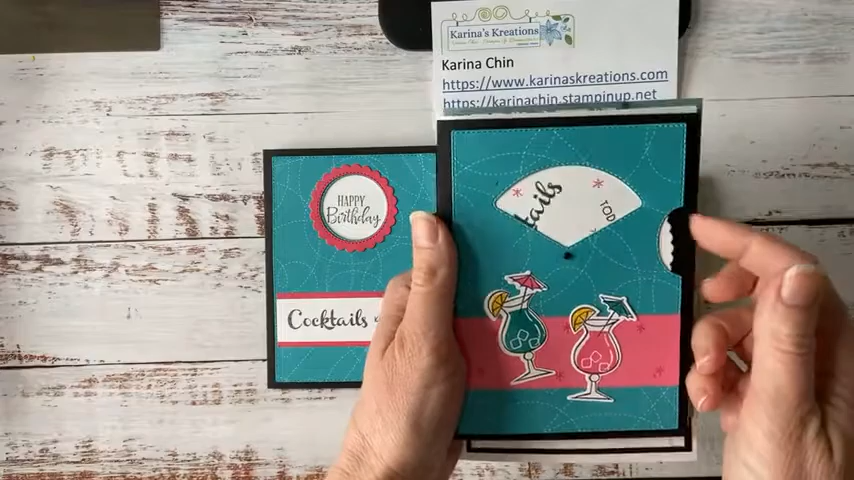 Karina's Kreations
Karina Chin
https://www.karinaskreations.com
https://karinachin.stampinup.net
HAPPY
Birthday
Cocktails
tails
TOD